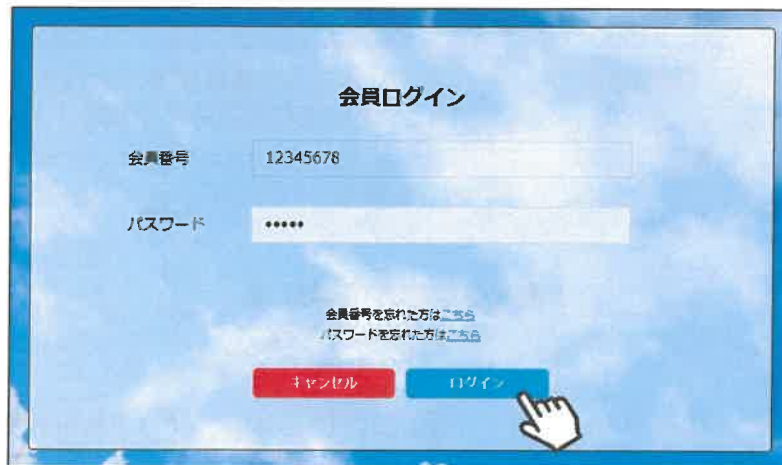 会員ログイン
会員番号 12345678
パスワード •••••
会員番号を忘れた方はこちら
パスワードを忘れた方はこちら
キャンセル ログイン